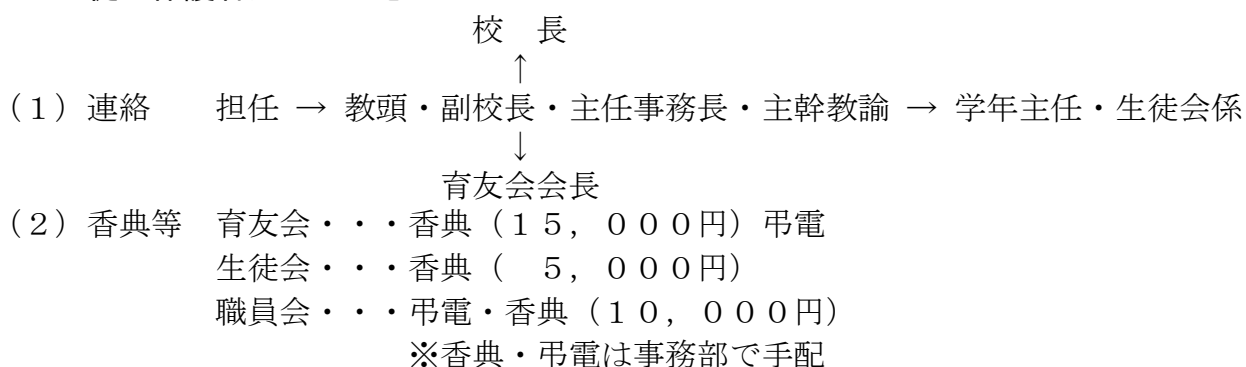 校　長
↑
（１）連絡　　担任 → 教頭・副校長・主任事務長・主幹教諭 → 学年主任・生徒会係
↓
育友会会長
（２）香典等　育友会・・・香典（１５，０００円）弔電
生徒会・・・香典（　５，０００円）
職員会・・・弔電・香典（１０，０００円）
※香典・弔電は事務部で手配